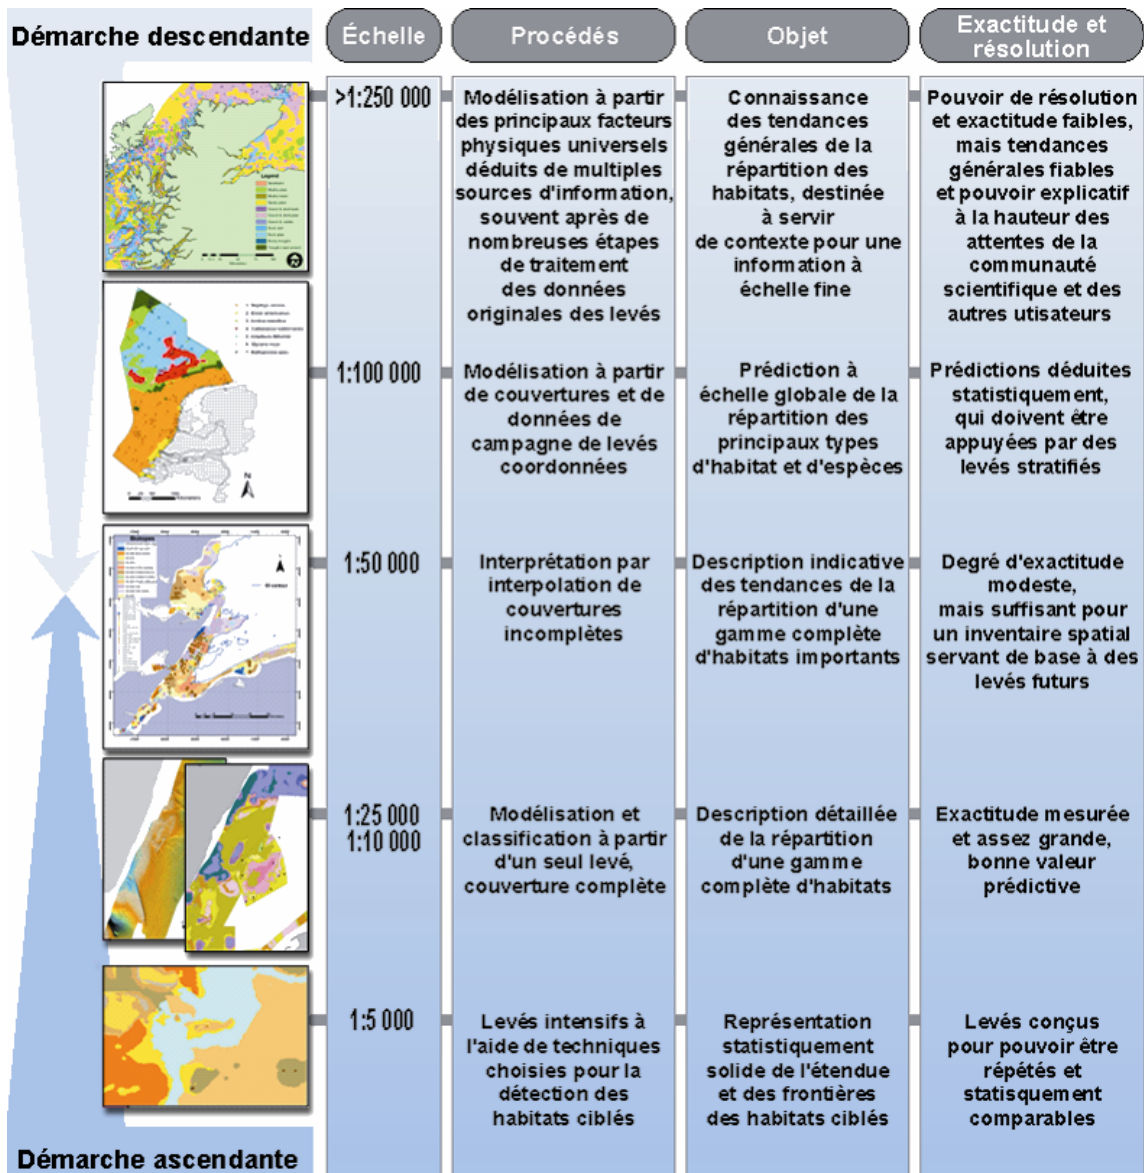 Démarche descendante
Échelle
Procédés
Objet
Exactitude et
résolution
>1:250 000
Modélisation à partir
des principaux facteurs
physiques universels
déduits de multiples
sources d'information,
souvent après de
nombreuses étapes
de traitement
des données
originales des levés
Connaissance
des tendances
générales de la
répartition des
habitats, destinée
à servir
de contexte pour une
information à
échelle fine
Pouvoir de résolution
et exactitude faibles,
mais tendances
générales fiables
et pouvoir explicatif
à la hauteur des
attentes de la
communauté
scientifique et des
autres utisateurs
Legend
1:100 000
Modélisation à partir
de couvertures et de
données de
campagne de levés
coordonnées
Prédiction à
échelle globale de la
répartition des
principaux types
d'habitat et d'espèces
Prédictions déduites
statistiquement,
qui doivent être
appuyées par des
levés stratifiés
N
1:50 000
Interprétation par
interpolation de
couvertures
incomplètes
Description indicative
des tendances de la
répartition d'une
gamme complète
d'habitats importants
Degré d'exactitude
modeste,
mais suffisant pour
un inventaire spatial
servant de base à des
levés futurs
1:25 000
1:10 000
Modélisation et
classification à partir
d'un seul levé,
couverture complète
Description détaillée
de la répartition
d'une gamme
complète d'habitats
Exactitude mesurée
et assez grande,
bonne valeur
prédictive
1:5 000
Levés intensifs à
l'aide de techniques
choisies pour la
détection des
habitats ciblés
Représentation
statistiquement
solide de l'étendue
et des frontières
des habitats ciblés
Levés conçus
pour pouvoir être
répétés et
statisquement
comparables
Démarche ascendante